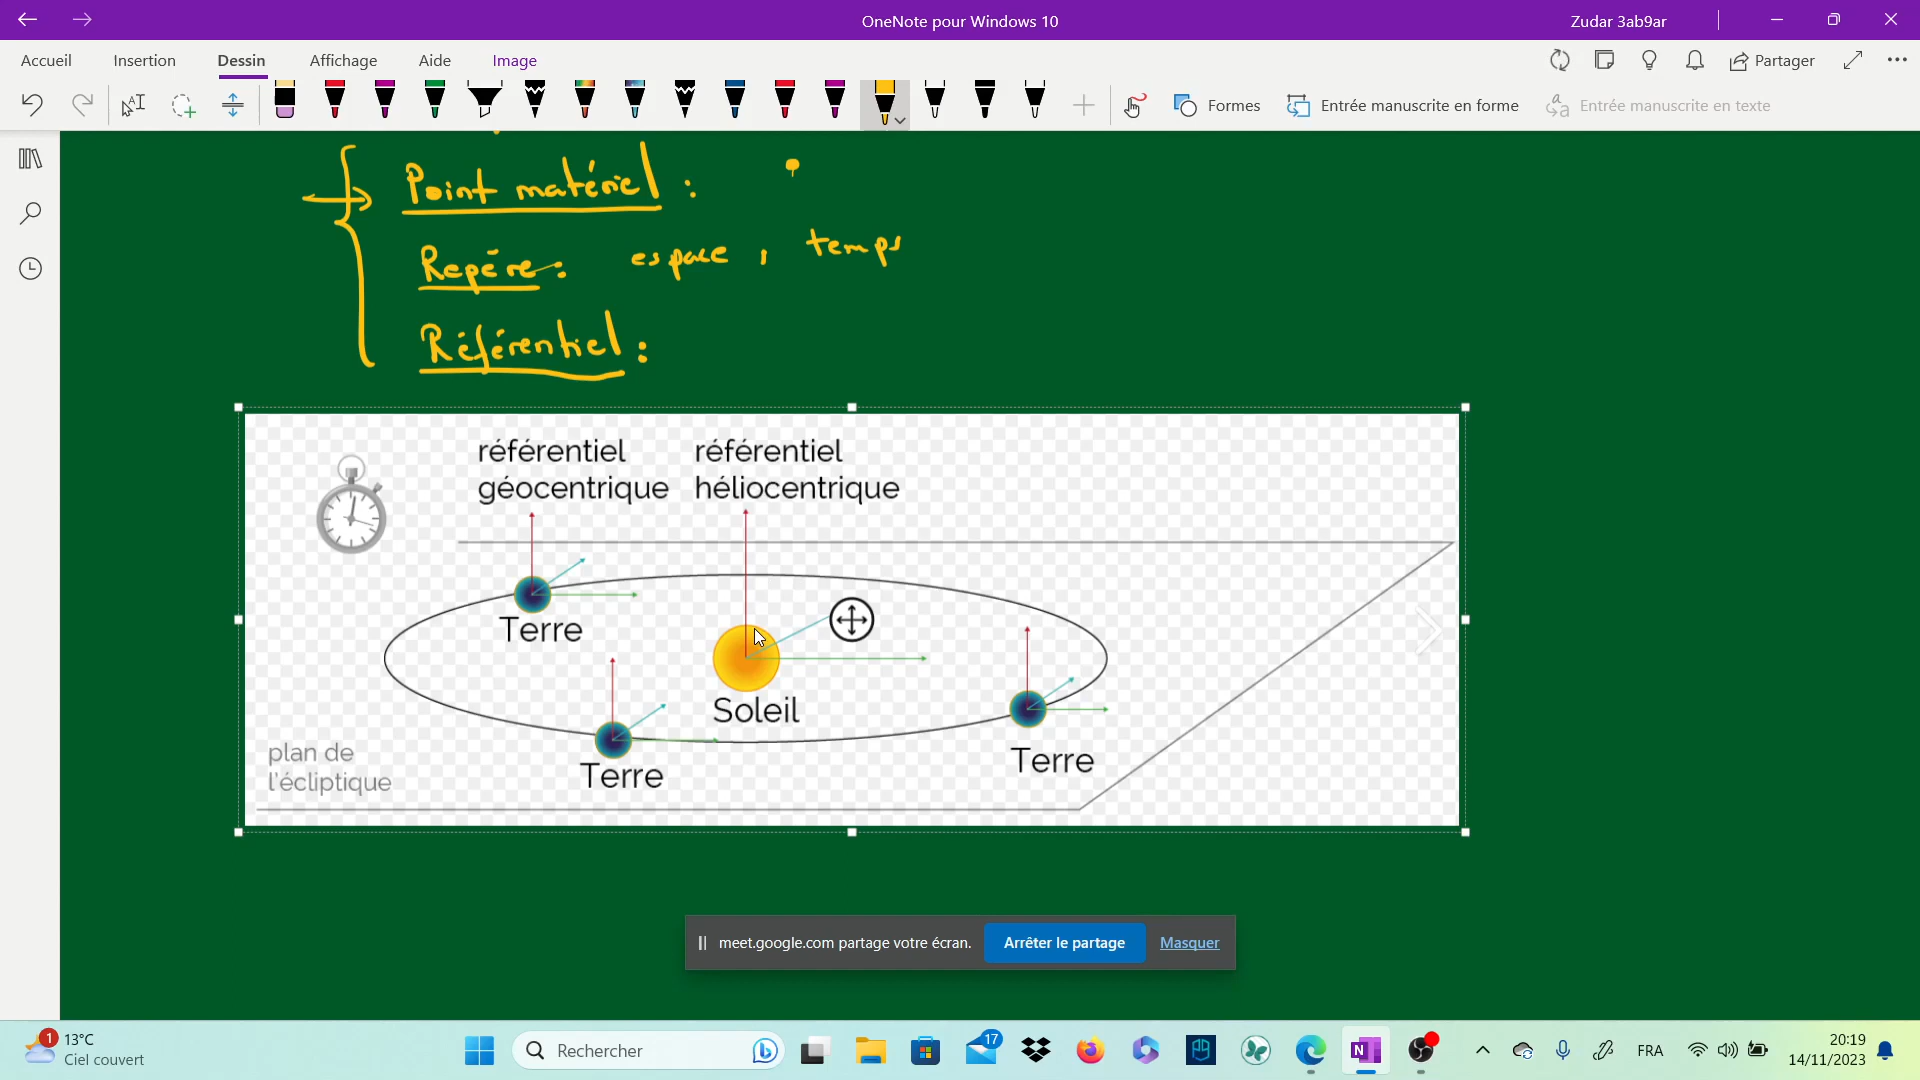 OneNote pour Windows 10
Zudar 3ab9ar
Accueil
Insertion
Dessin
Affichage
Aide
Image
Partager
Formes
Entrée manuscrite en forme
Entrée manuscrite en texte
Point matériel :
Repére : espace , temps
Référentiel :
référentiel
géocentrique
référentiel
héliocentrique
Terre
Soleil
Terre
Terre
plan de
l'écliptique
meet.google.com partage votre écran.
Arrêter le partage
Masquer
1
13°C
Ciel couvert
Rechercher
17
FRA
20:19
14/11/2023